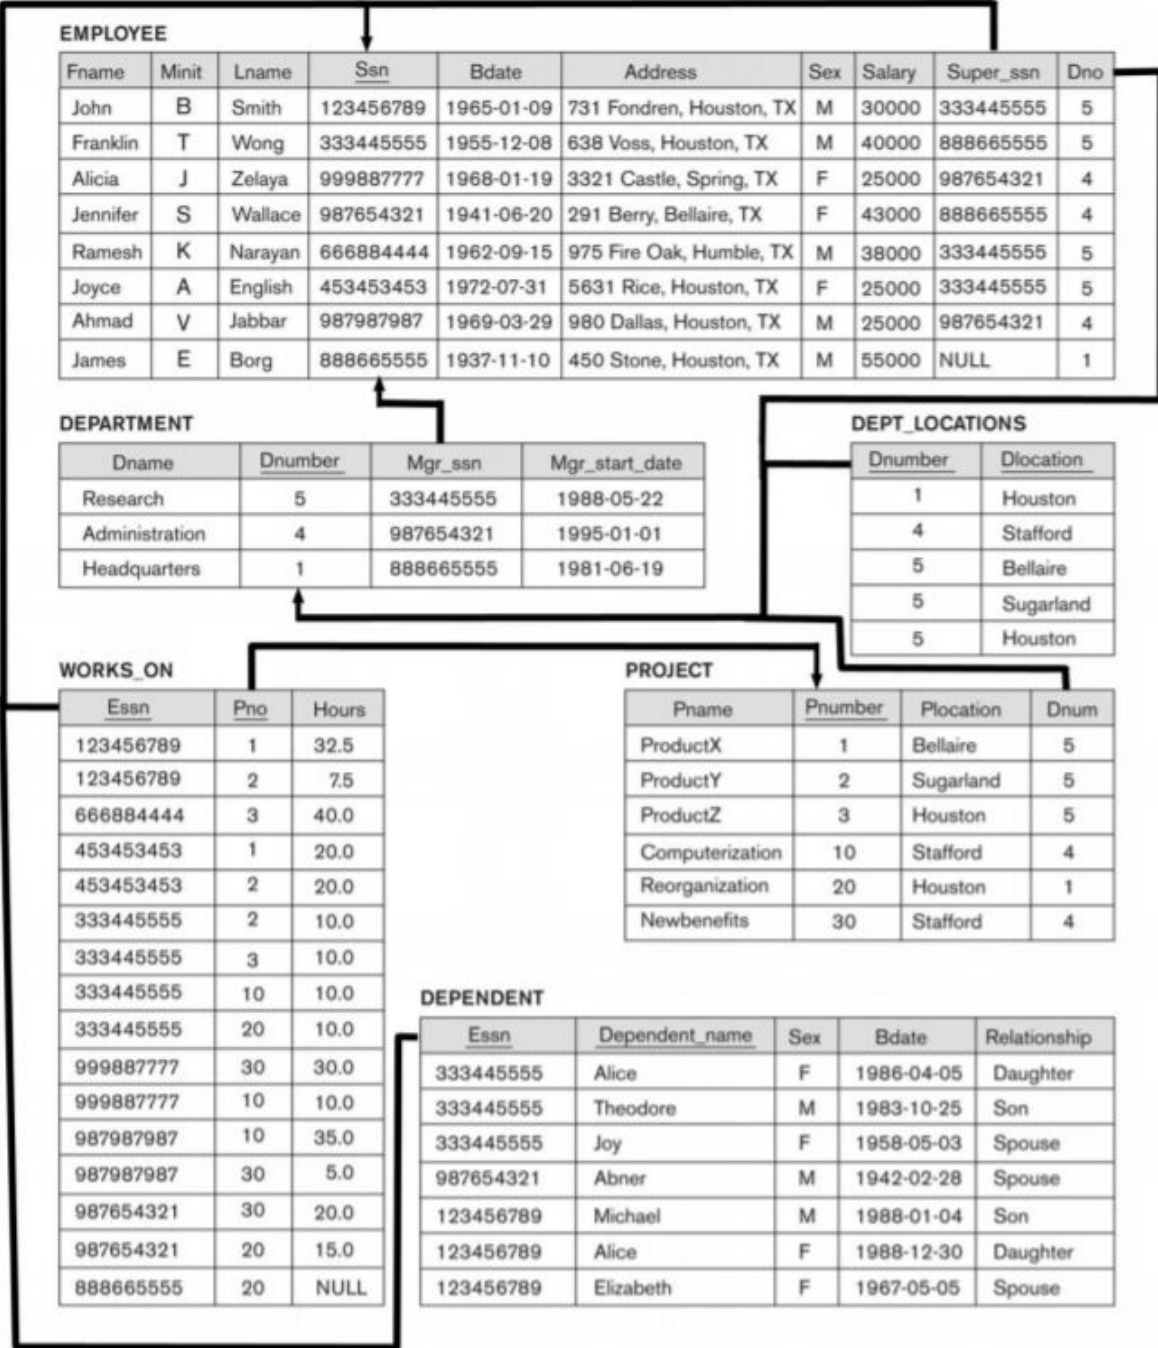 EMPLOYEE
Fname Minit Lname Ssn Bdate Address Sex Salary Super_ssn Dno
John B Smith 123456789 1965-01-09 731 Fondren, Houston, TX M 30000 333445555 5
Franklin T Wong 333445555 1955-12-08 638 Voss, Houston, TX M 40000 888665555 5
Alicia J Zelaya 999887777 1968-01-19 3321 Castle, Spring, TX F 25000 987654321 4
Jennifer S Wallace 987654321 1941-06-20 291 Berry, Bellaire, TX F 43000 888665555 4
Ramesh K Narayan 666884444 1962-09-15 975 Fire Oak, Humble, TX M 38000 333445555 5
Joyce A English 453453453 1972-07-31 5631 Rice, Houston, TX F 25000 333445555 5
Ahmad V Jabbar 987987987 1969-03-29 980 Dallas, Houston, TX M 25000 987654321 4
James E Borg 888665555 1937-11-10 450 Stone, Houston, TX M 55000 NULL 1
DEPARTMENT
Dname Dnumber Mgr_ssn Mgr_start_date
Research 5 333445555 1988-05-22
Administration 4 987654321 1995-01-01
Headquarters 1 888665555 1981-06-19
DEPT_LOCATIONS
Dnumber Dlocation
1 Houston
4 Stafford
5 Bellaire
5 Sugarland
5 Houston
WORKS_ON
Essn Pno Hours
123456789 1 32.5
123456789 2 7.5
666884444 3 40.0
453453453 1 20.0
453453453 2 20.0
333445555 2 10.0
333445555 3 10.0
333445555 10 10.0
333445555 20 10.0
999887777 30 30.0
999887777 10 10.0
987987987 10 35.0
987987987 30 5.0
987654321 30 20.0
987654321 20 15.0
888665555 20 NULL
PROJECT
Pname Pnumber Plocation Dnum
ProductX 1 Bellaire 5
ProductY 2 Sugarland 5
ProductZ 3 Houston 5
Computerization 10 Stafford 4
Reorganization 20 Houston 1
Newbenefits 30 Stafford 4
DEPENDENT
Essn Dependent_name Sex Bdate Relationship
333445555 Alice F 1986-04-05 Daughter
333445555 Theodore M 1983-10-25 Son
333445555 Joy F 1958-05-03 Spouse
987654321 Abner M 1942-02-28 Spouse
123456789 Michael M 1988-01-04 Son
123456789 Alice F 1988-12-30 Daughter
123456789 Elizabeth F 1967-05-05 Spouse